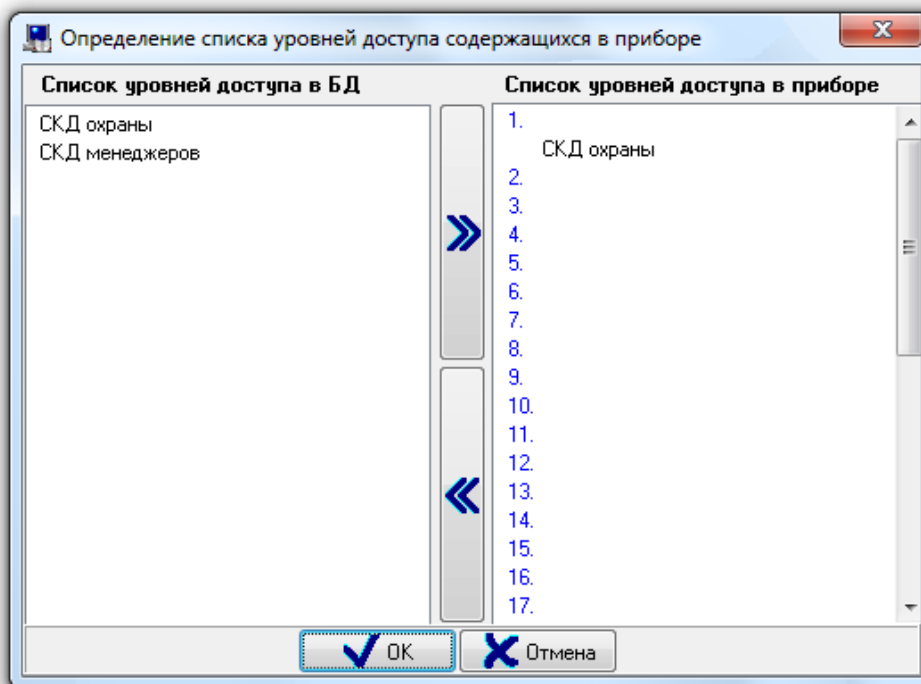 Определение списка уровней доступа содержащихся в приборе
Список уровней доступа в БД
СКД охраны
СКД менеджеров
Список уровней доступа в приборе
1.
СКД охраны
2.
3.
4.
5.
6.
7.
8.
9.
10.
11.
12.
13.
14.
15.
16.
17.
OK
Отмена